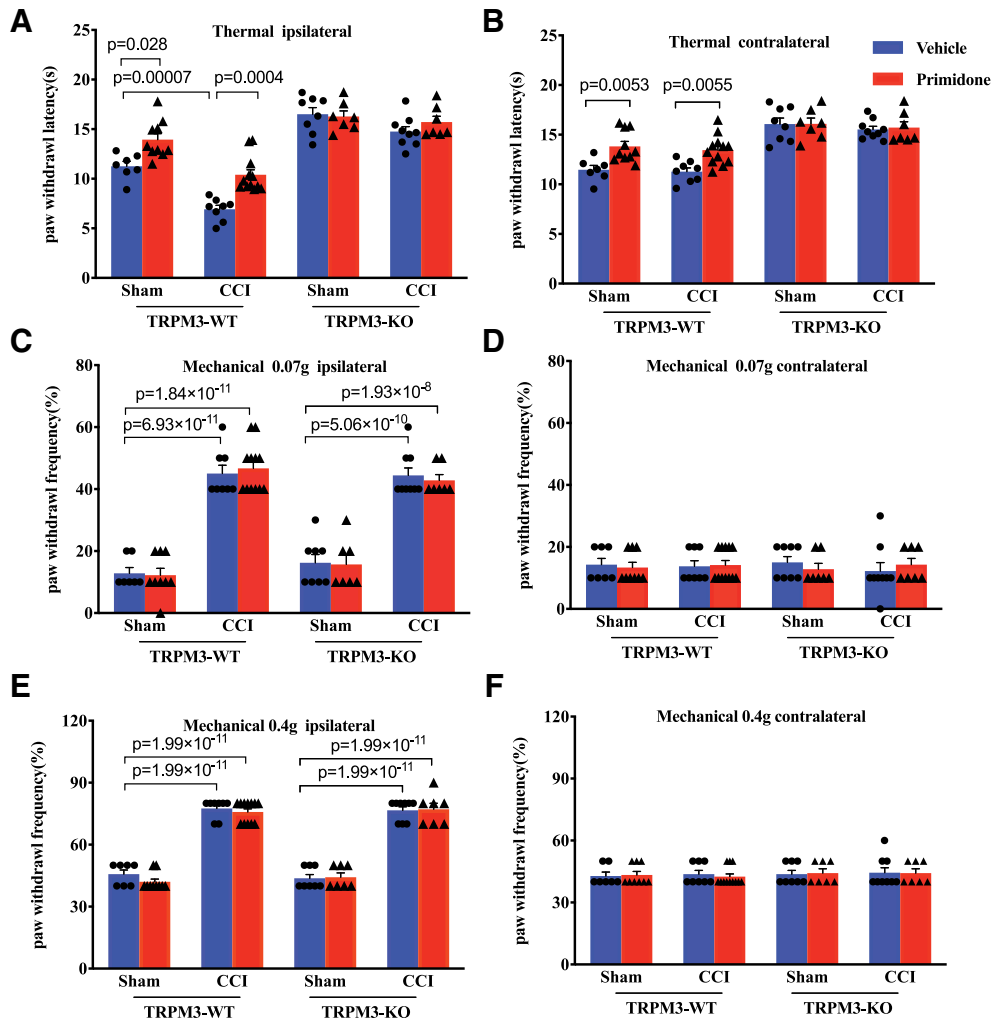 A
Thermal ipsilateral
p=0.028
p=0.00007
p=0.0004
paw withdrawl latency(s)
25
20
15
10
5
0
Sham
CCI
Sham
CCI
TRPM3-WT
TRPM3-KO
B
Thermal contralateral
Vehicle
Primidone
p=0.0053
p=0.0055
paw withdrawl latency(s)
25
20
15
10
5
0
Sham
CCI
Sham
CCI
TRPM3-WT
TRPM3-KO
C
Mechanical 0.07g ipsilateral
p=1.84×10⁻¹¹
p=6.93×10⁻¹¹
p=1.93×10⁻⁸
p=5.06×10⁻¹⁰
paw withdrawl frequency(%)
80
60
40
20
0
Sham
CCI
Sham
CCI
TRPM3-WT
TRPM3-KO
D
Mechanical 0.07g contralateral
paw withdrawl frequency(%)
80
60
40
20
0
Sham
CCI
Sham
CCI
TRPM3-WT
TRPM3-KO
E
Mechanical 0.4g ipsilateral
p=1.99×10⁻¹¹
p=1.99×10⁻¹¹
p=1.99×10⁻¹¹
p=1.99×10⁻¹¹
paw withdrawl frequency(%)
120
90
60
30
0
Sham
CCI
Sham
CCI
TRPM3-WT
TRPM3-KO
F
Mechanical 0.4g contralateral
paw withdrawl frequency(%)
120
90
60
30
0
Sham
CCI
Sham
CCI
TRPM3-WT
TRPM3-KO